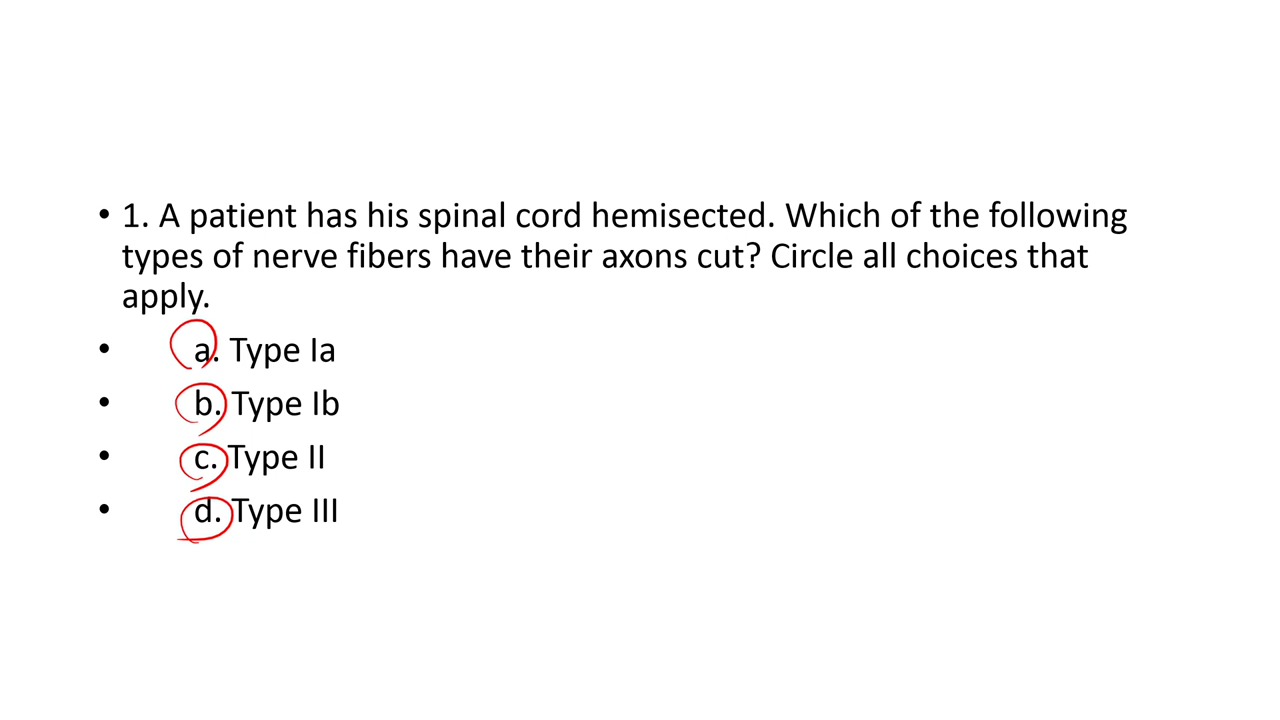 • 1. A patient has his spinal cord hemisected. Which of the following
types of nerve fibers have their axons cut? Circle all choices that
apply.
• a. Type Ia
• b. Type Ib
• c. Type II
• d. Type III